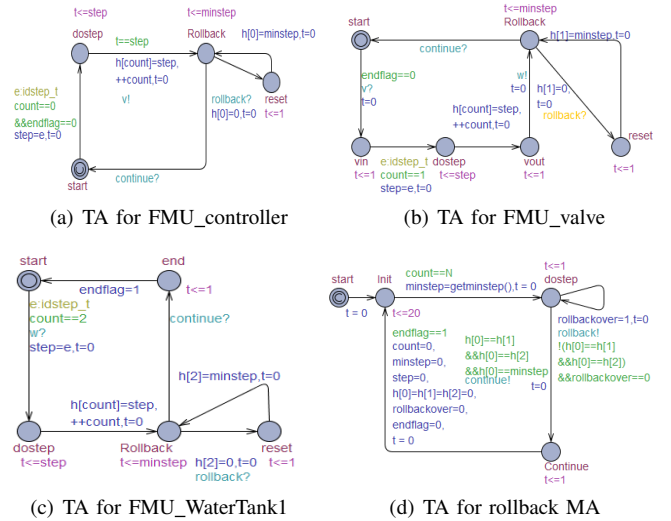 t<=step
dostep
t==step
h[count]=step,
++count,t=0
v!
t<=minstep
Rollback
h[0]=minstep,t=0
rollback?
h[0]=0,t=0
reset
t<=1
e:idstep_t
count==0
&&endflag==0
step=e,t=0
start
continue?
(a) TA for FMU_controller
start
continue?
t<=minstep
Rollback
h[1]=minstep,t=0
endflag==0
v?
t=0
w!
t=0
h[1]=0,
t=0
rollback?
h[count]=step,
++count,t=0
vin
t<=1
e:idstep_t
count==1
step=e,t=0
dostep
t<=step
vout
t<=1
reset
t<=1
(b) TA for FMU_valve
start
endflag=1
end
t<=1
e:idstep_t
count==2
w?
step=e,t=0
continue?
h[2]=minstep,t=0
h[count]=step,
++count,t=0
dostep
t<=step
Rollback
t<=minstep
h[2]=0,t=0
rollback?
reset
t<=1
(c) TA for FMU_WaterTank1
start
t = 0
Init
t<=20
count==N
minstep=getminstep(),t = 0
t<=1
dostep
rollbackover=1,t=0
rollback!
!(h[0]==h[1]
&&h[0]==h[2])
&&rollbackover==0
endflag==1
count=0,
minstep=0,
step=0,
h[0]=h[1]=h[2]=0,
rollbackover=0,
endflag=0,
t = 0
h[0]==h[1]
&&h[0]==h[2]
&&h[0]==minstep
continue!
t=0
Continue
t<=1
(d) TA for rollback MA